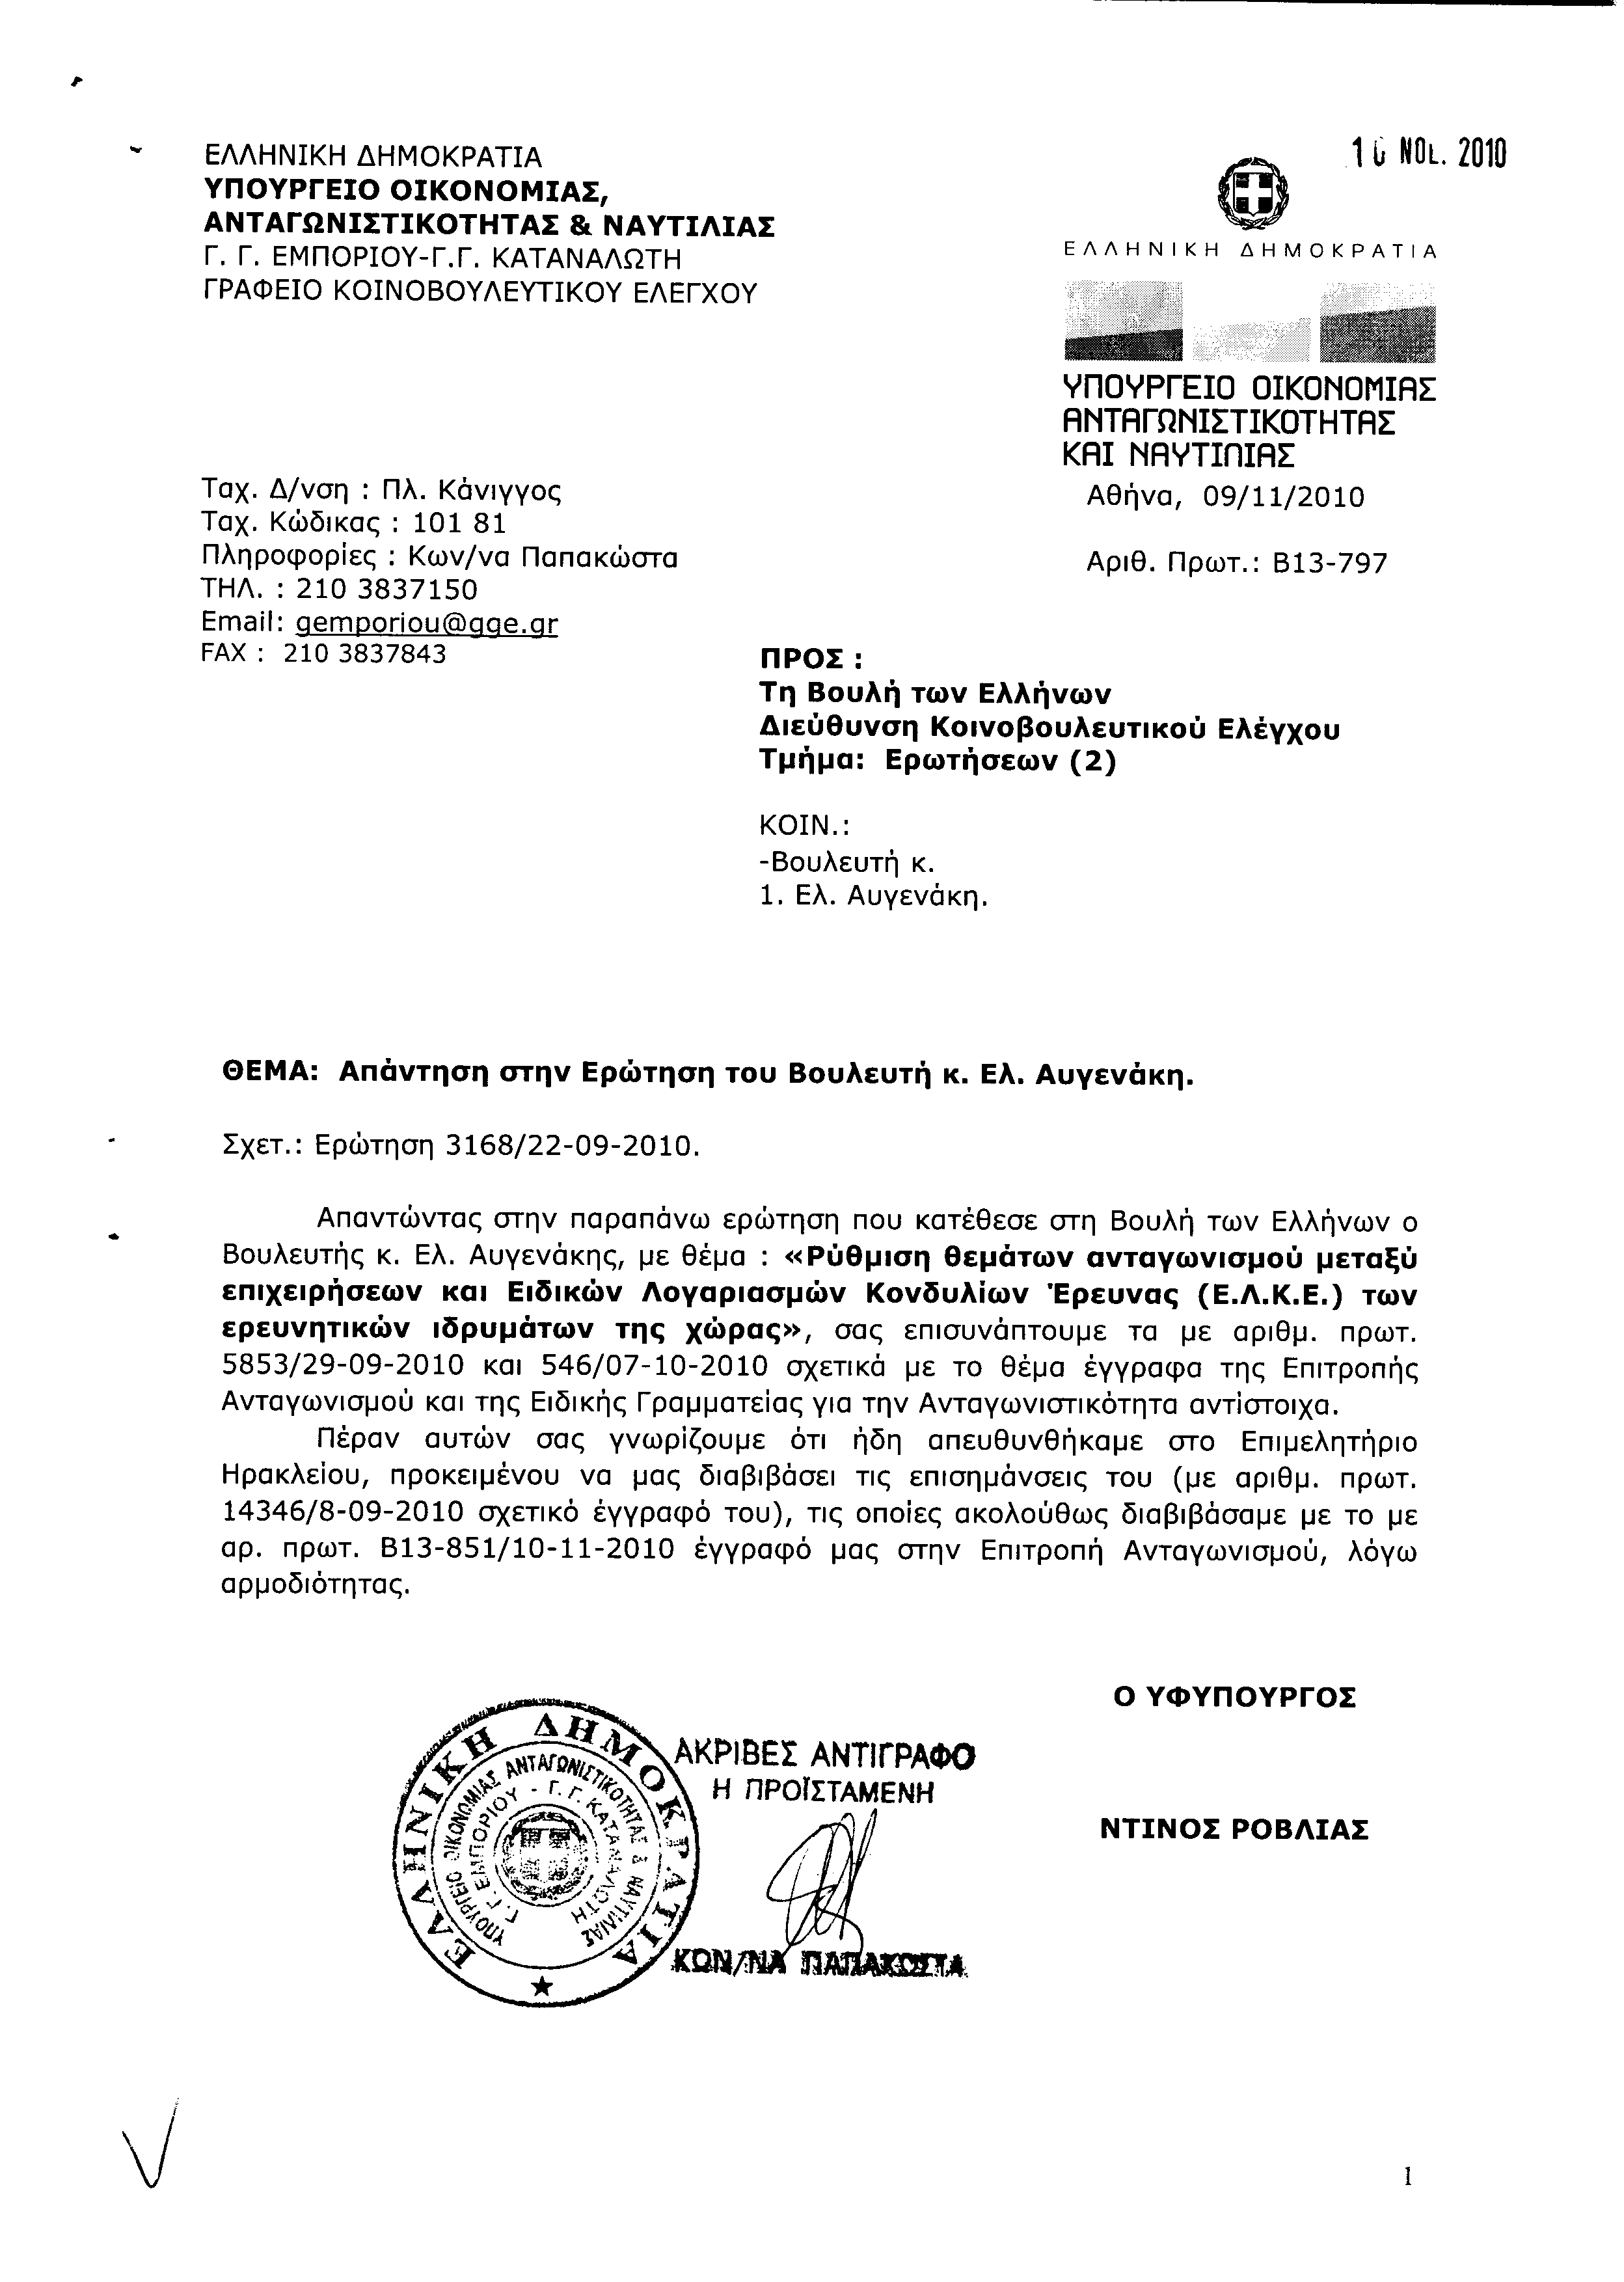 ΕΛΛΗΝΙΚΗ ΔΗΜΟΚΡΑΤΙΑ
ΥΠΟΥΡΓΕΙΟ ΟΙΚΟΝΟΜΙΑΣ,
ΑΝΤΑΓΩΝΙΣΤΙΚΟΤΗΤΑΣ & ΝΑΥΤΙΛΙΑΣ
Γ. Γ. ΕΜΠΟΡΙΟΥ-Γ.Γ. ΚΑΤΑΝΑΛΩΤΗ
ΓΡΑΦΕΙΟ ΚΟΙΝΟΒΟΥΛΕΥΤΙΚΟΥ ΕΛΕΓΧΟΥ
ΝΟΕ. 2010
ΕΛΛΗΝΙΚΗ ΔΗΜΟΚΡΑΤΙΑ
ΥΠΟΥΡΓΕΙΟ ΟΙΚΟΝΟΜΙΑΣ
ΑΝΤΑΓΩΝΙΣΤΙΚΟΤΗΤΑΣ
ΚΑΙ ΝΑΥΤΙΛΙΑΣ
Ταχ. Δ/νση : Πλ. Κάνιγγος
Ταχ. Κώδικας : 101 81
Πληροφορίες : Κων/να Παπακώστα
ΤΗΛ. : 210 3837150
Email: gemporiou@gge.gr
FAX : 210 3837843
Αθήνα, 09/11/2010
Αριθ. Πρωτ.: Β13-797
ΠΡΟΣ :
Τη Βουλή των Ελλήνων
Διεύθυνση Κοινοβουλευτικού Ελέγχου
Τμήμα: Ερωτήσεων (2)
ΚΟΙΝ.:
-Βουλευτή κ.
1. Ελ. Αυγενάκη.
ΘΕΜΑ: Απάντηση στην Ερώτηση του Βουλευτή κ. Ελ. Αυγενάκη.
Σχετ.: Ερώτηση 3168/22-09-2010.
Απαντώντας στην παραπάνω ερώτηση που κατέθεσε στη Βουλή των Ελλήνων ο
Βουλευτής κ. Ελ. Αυγενάκης, με θέμα : «Ρύθμιση θεμάτων ανταγωνισμού μεταξύ
επιχειρήσεων και Ειδικών Λογαριασμών Κονδυλίων Έρευνας (Ε.Λ.Κ.Ε.) των
ερευνητικών ιδρυμάτων της χώρας», σας επισυνάπτουμε τα με αριθμ. πρωτ.
5853/29-09-2010 και 546/07-10-2010 σχετικά με το θέμα έγγραφα της Επιτροπής
Ανταγωνισμού και της Ειδικής Γραμματείας για την Ανταγωνιστικότητα αντίστοιχα.
Πέραν αυτών σας γνωρίζουμε ότι ήδη απευθυνθήκαμε στο Επιμελητήριο
Ηρακλείου, προκειμένου να μας διαβιβάσει τις επισημάνσεις του (με αριθμ. πρωτ.
14346/8-09-2010 σχετικό έγγραφό του), τις οποίες ακολούθως διαβιβάσαμε με το με
αρ. πρωτ. Β13-851/10-11-2010 έγγραφό μας στην Επιτροπή Ανταγωνισμού, λόγω
αρμοδιότητας.
Ο ΥΦΥΠΟΥΡΓΟΣ
ΝΤΙΝΟΣ ΡΟΒΛΙΑΣ
ΕΛΛΗΝΙΚΗ ΔΗΜΟΚΡΑΤΙΑ
ΥΠΟΥΡΓΕΙΟ ΟΙΚΟΝΟΜΙΑΣ ΑΝΤΑΓΩΝΙΣΤΙΚΟΤΗΤΑΣ & ΝΑΥΤΙΛΙΑΣ
Γ. Γ. ΕΜΠΟΡΙΟΥ - Γ. Γ. ΚΑΤΑΝΑΛΩΤΗ
ΑΚΡΙΒΕΣ ΑΝΤΙΓΡΑΦΟ
Η ΠΡΟΪΣΤΑΜΕΝΗ
ΚΩΝ/ΝΑ ΠΑΠΑΚΩΣΤΑ
1